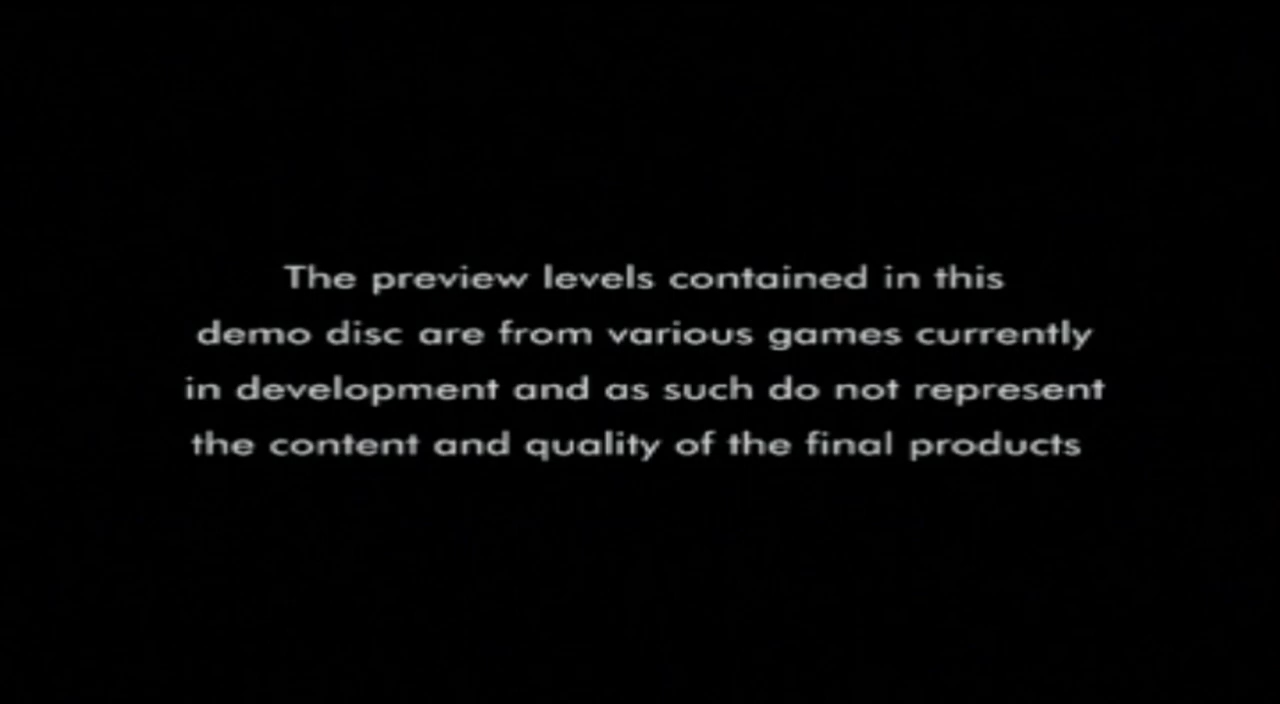 The preview levels contained in this
demo disc are from various games currently
in development and as such do not represent
the content and quality of the final products